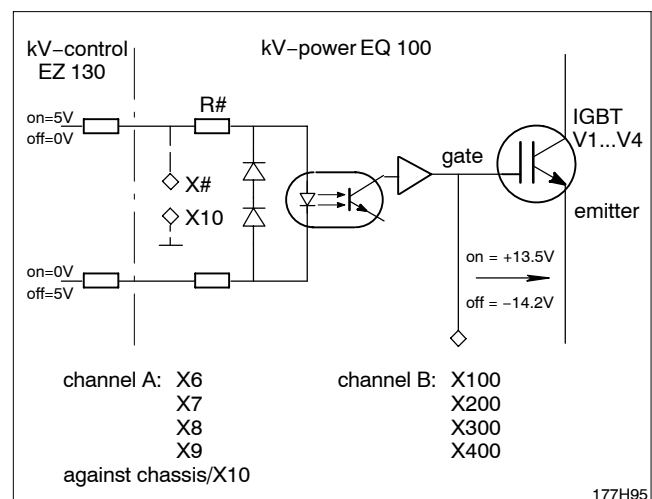 kV−control
EZ 130
kV−power EQ 100
on=5V
off=0V
R#
X#
X10
on=0V
off=5V
gate
IGBT
V1...V4
emitter
on = +13.5V
off = −14.2V
channel A: X6
X7
X8
X9
against chassis/X10
channel B: X100
X200
X300
X400
177H95